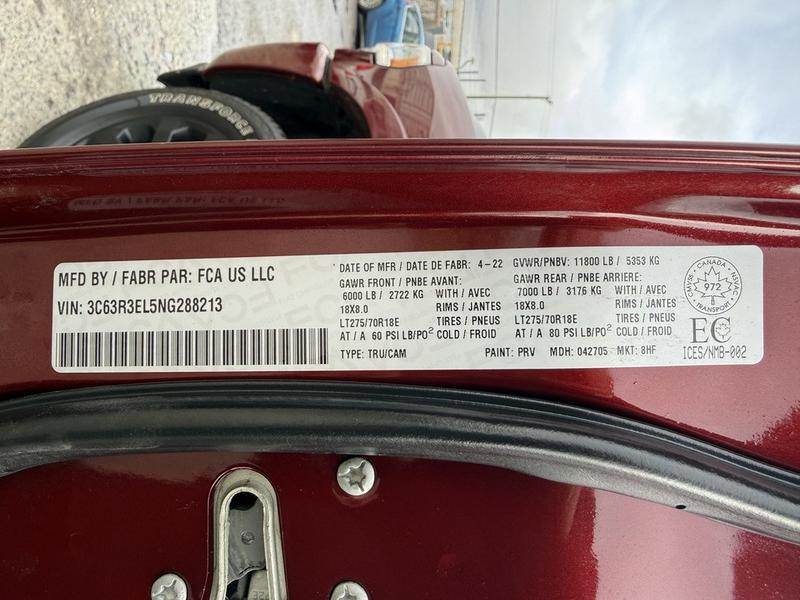 TRANSFORCE
MFD BY / FABR PAR: FCA US LLC
VIN: 3C63R3EL5NG288213
DATE OF MFR / DATE DE FABR: 4-22
GAWR FRONT / PNBE AVANT:
6000 LB / 2722 KG WITH / AVEC
18X8.0 RIMS / JANTES
LT275/70R18E TIRES / PNEUS
AT / A 60 PSI LB/PO² COLD / FROID
TYPE: TRU/CAM
GVWR/PNBV: 11800 LB / 5353 KG
GAWR REAR / PNBE ARRIERE:
7000 LB / 3176 KG WITH / AVEC
18X8.0 RIMS / JANTES
LT275/70R18E TIRES / PNEUS
AT / A 80 PSI LB/PO² COLD / FROID
PAINT: PRV MDH: 042705 MKT: 8HF
CANADA
CMVSS NSVAC
972
TRANSPORT
EC
ICES/NMB-002